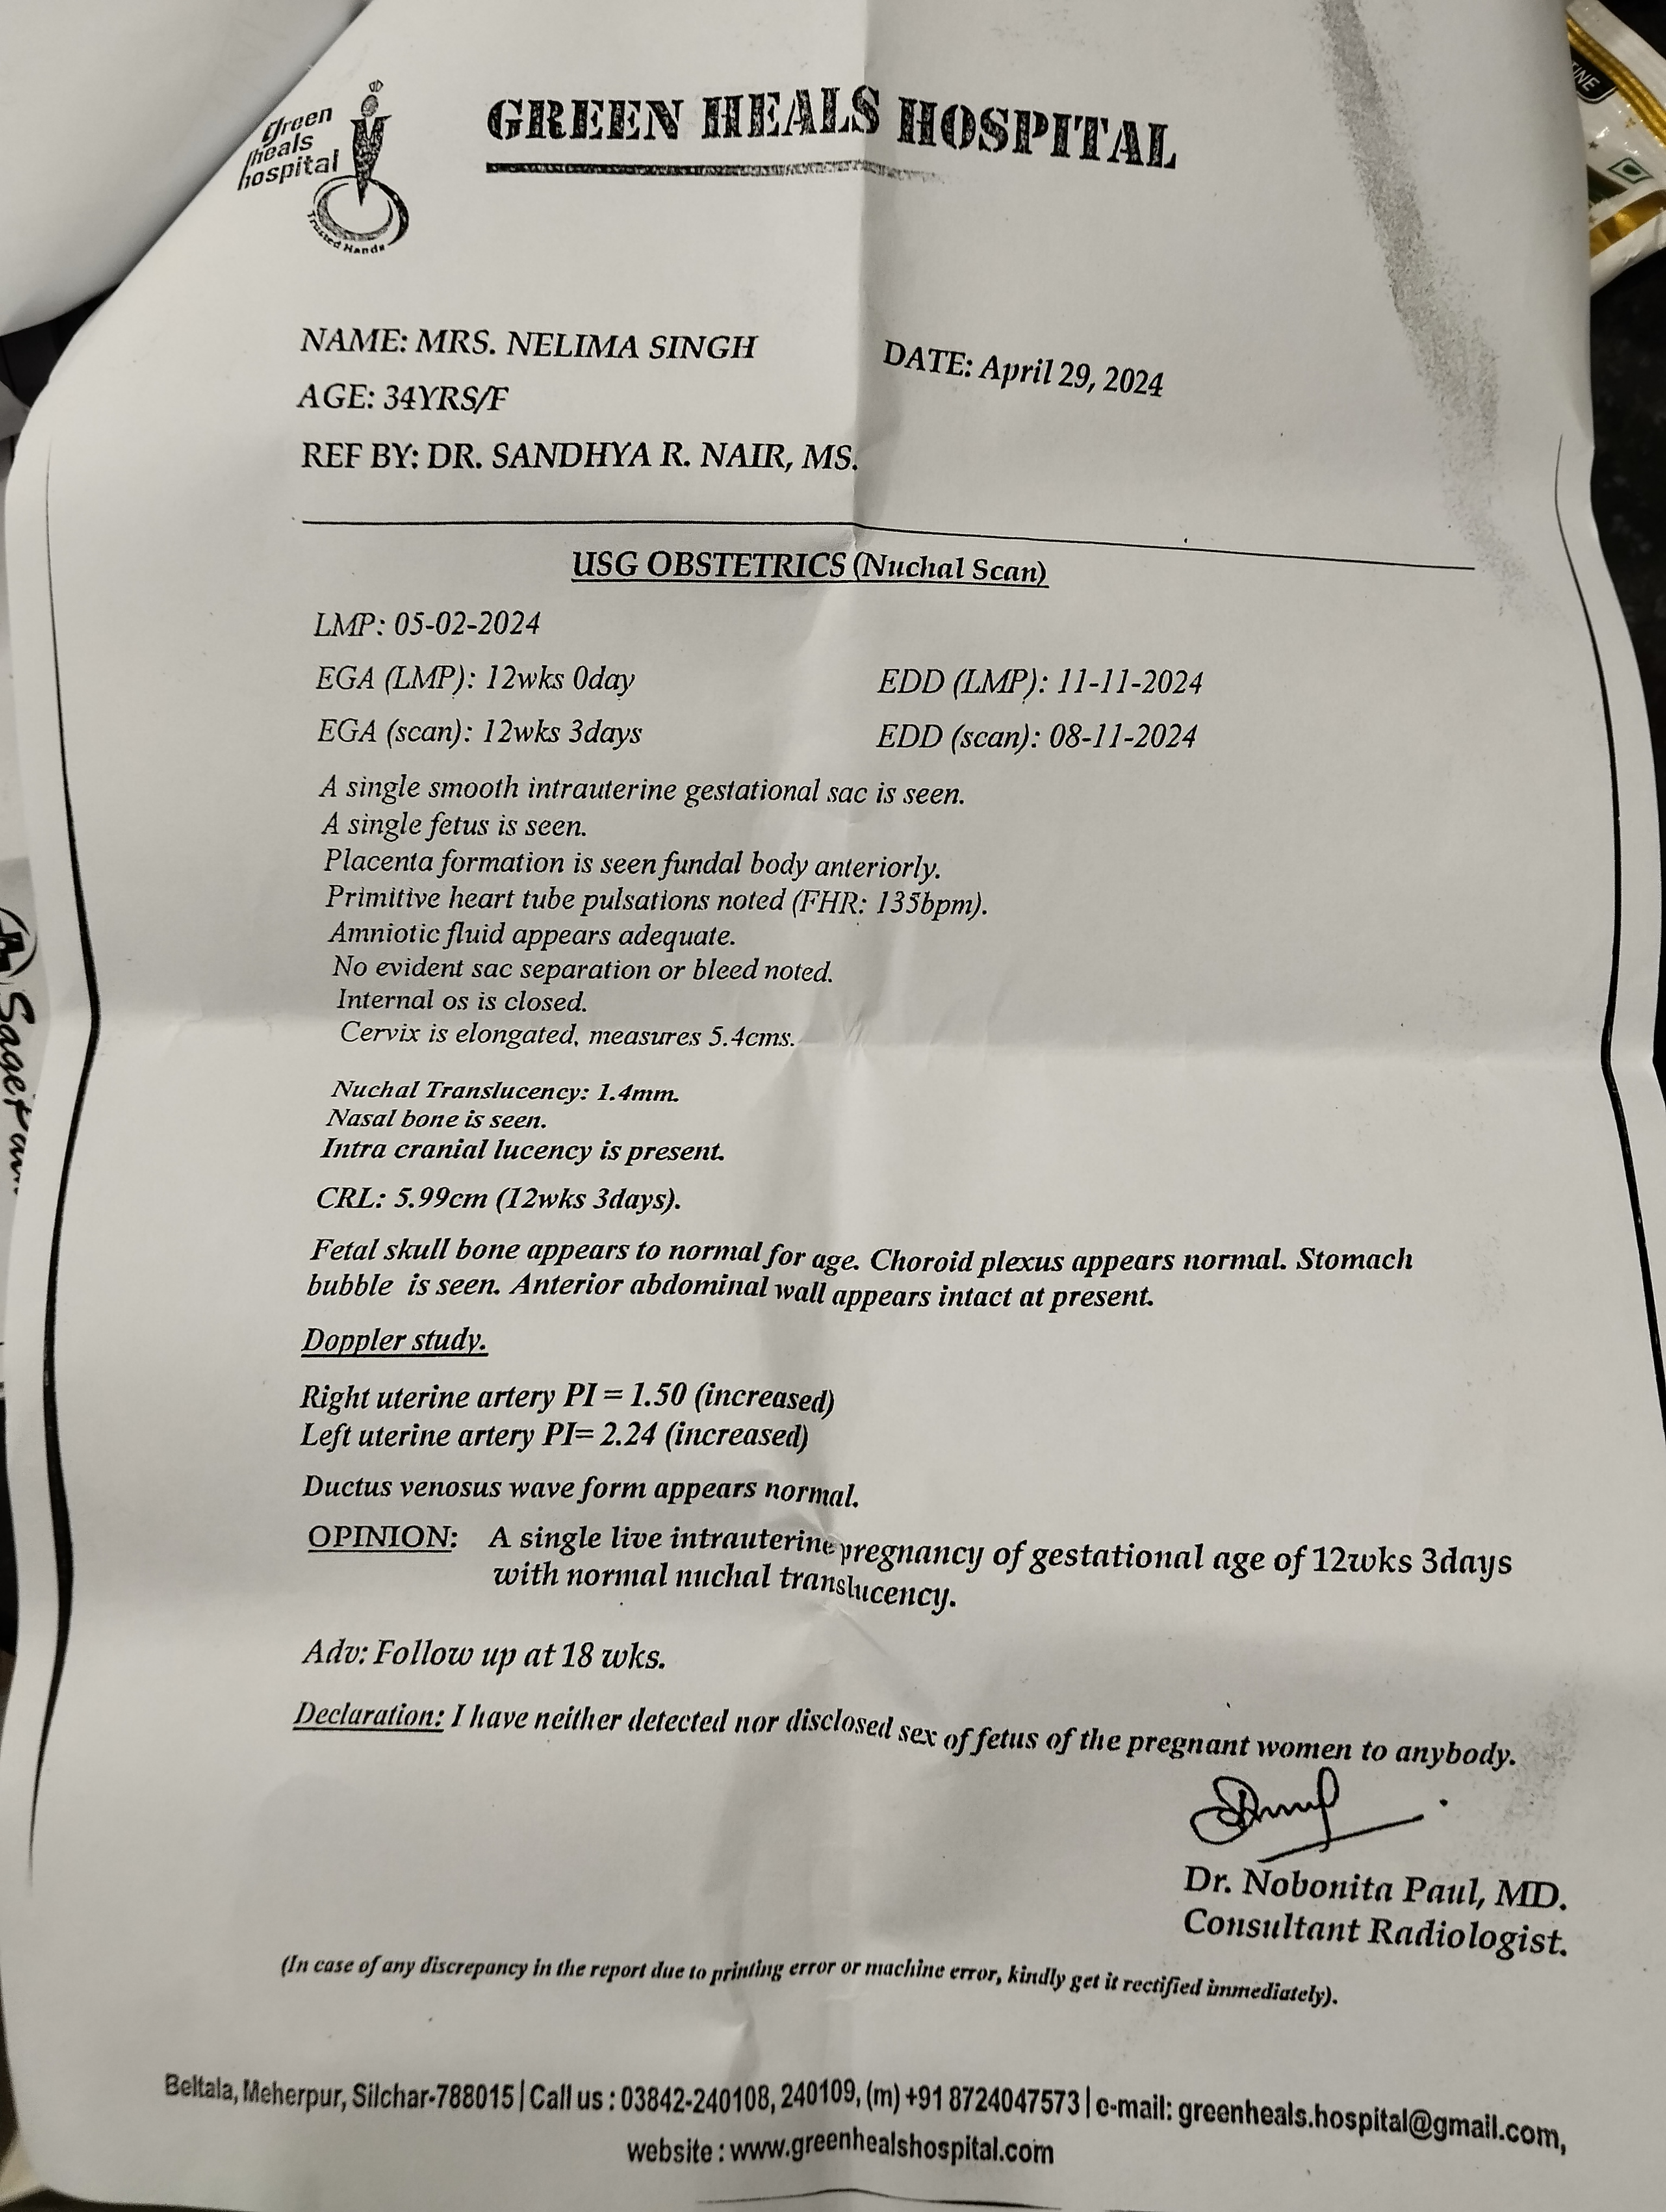 green
heals
hospital
Trusted Hands
GREEN HEALS HOSPITAL
NAME: MRS. NELIMA SINGH
DATE: April 29, 2024
AGE: 34YRS/F
REF BY: DR. SANDHYA R. NAIR, MS.
USG OBSTETRICS (Nuchal Scan)
LMP: 05-02-2024
EGA (LMP): 12wks 0day
EDD (LMP): 11-11-2024
EGA (scan): 12wks 3days
EDD (scan): 08-11-2024
A single smooth intrauterine gestational sac is seen.
A single fetus is seen.
Placenta formation is seen fundal body anteriorly.
Primitive heart tube pulsations noted (FHR: 135bpm).
Amniotic fluid appears adequate.
No evident sac separation or bleed noted.
Internal os is closed.
Cervix is elongated, measures 5.4cms.
Nuchal Translucency: 1.4mm.
Nasal bone is seen.
Intra cranial lucency is present.
CRL: 5.99cm (12wks 3days).
Fetal skull bone appears to normal for age. Choroid plexus appears normal. Stomach
bubble is seen. Anterior abdominal wall appears intact at present.
Doppler study.
Right uterine artery PI = 1.50 (increased)
Left uterine artery PI= 2.24 (increased)
Ductus venosus wave form appears normal.
OPINION: A single live intrauterine pregnancy of gestational age of 12wks 3days
with normal nuchal translucency.
Adv: Follow up at 18 wks.
Declaration: I have neither detected nor disclosed sex of fetus of the pregnant women to anybody.
Dr. Nobonita Paul, MD.
Consultant Radiologist.
(In case of any discrepancy in the report due to printing error or machine error, kindly get it rectified immediately).
Beltala, Meherpur, Silchar-788015 | Call us : 03842-240108, 240109, (m) +91 8724047573 | e-mail: greenheals.hospital@gmail.com,
website : www.greenhealshospital.com